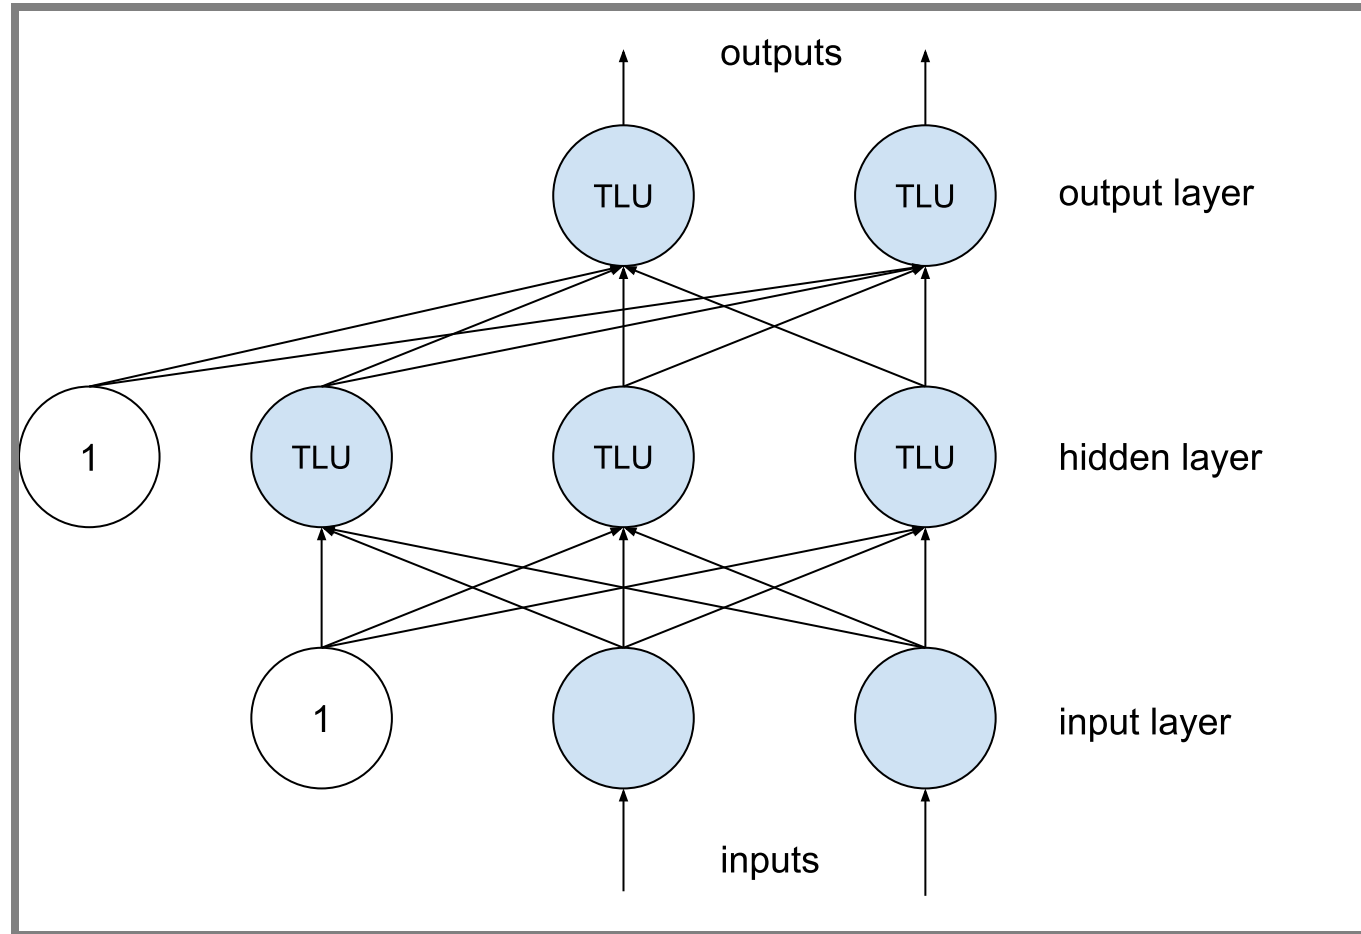 outputs
TLU TLU output layer
1 TLU TLU TLU hidden layer
1 input layer
inputs